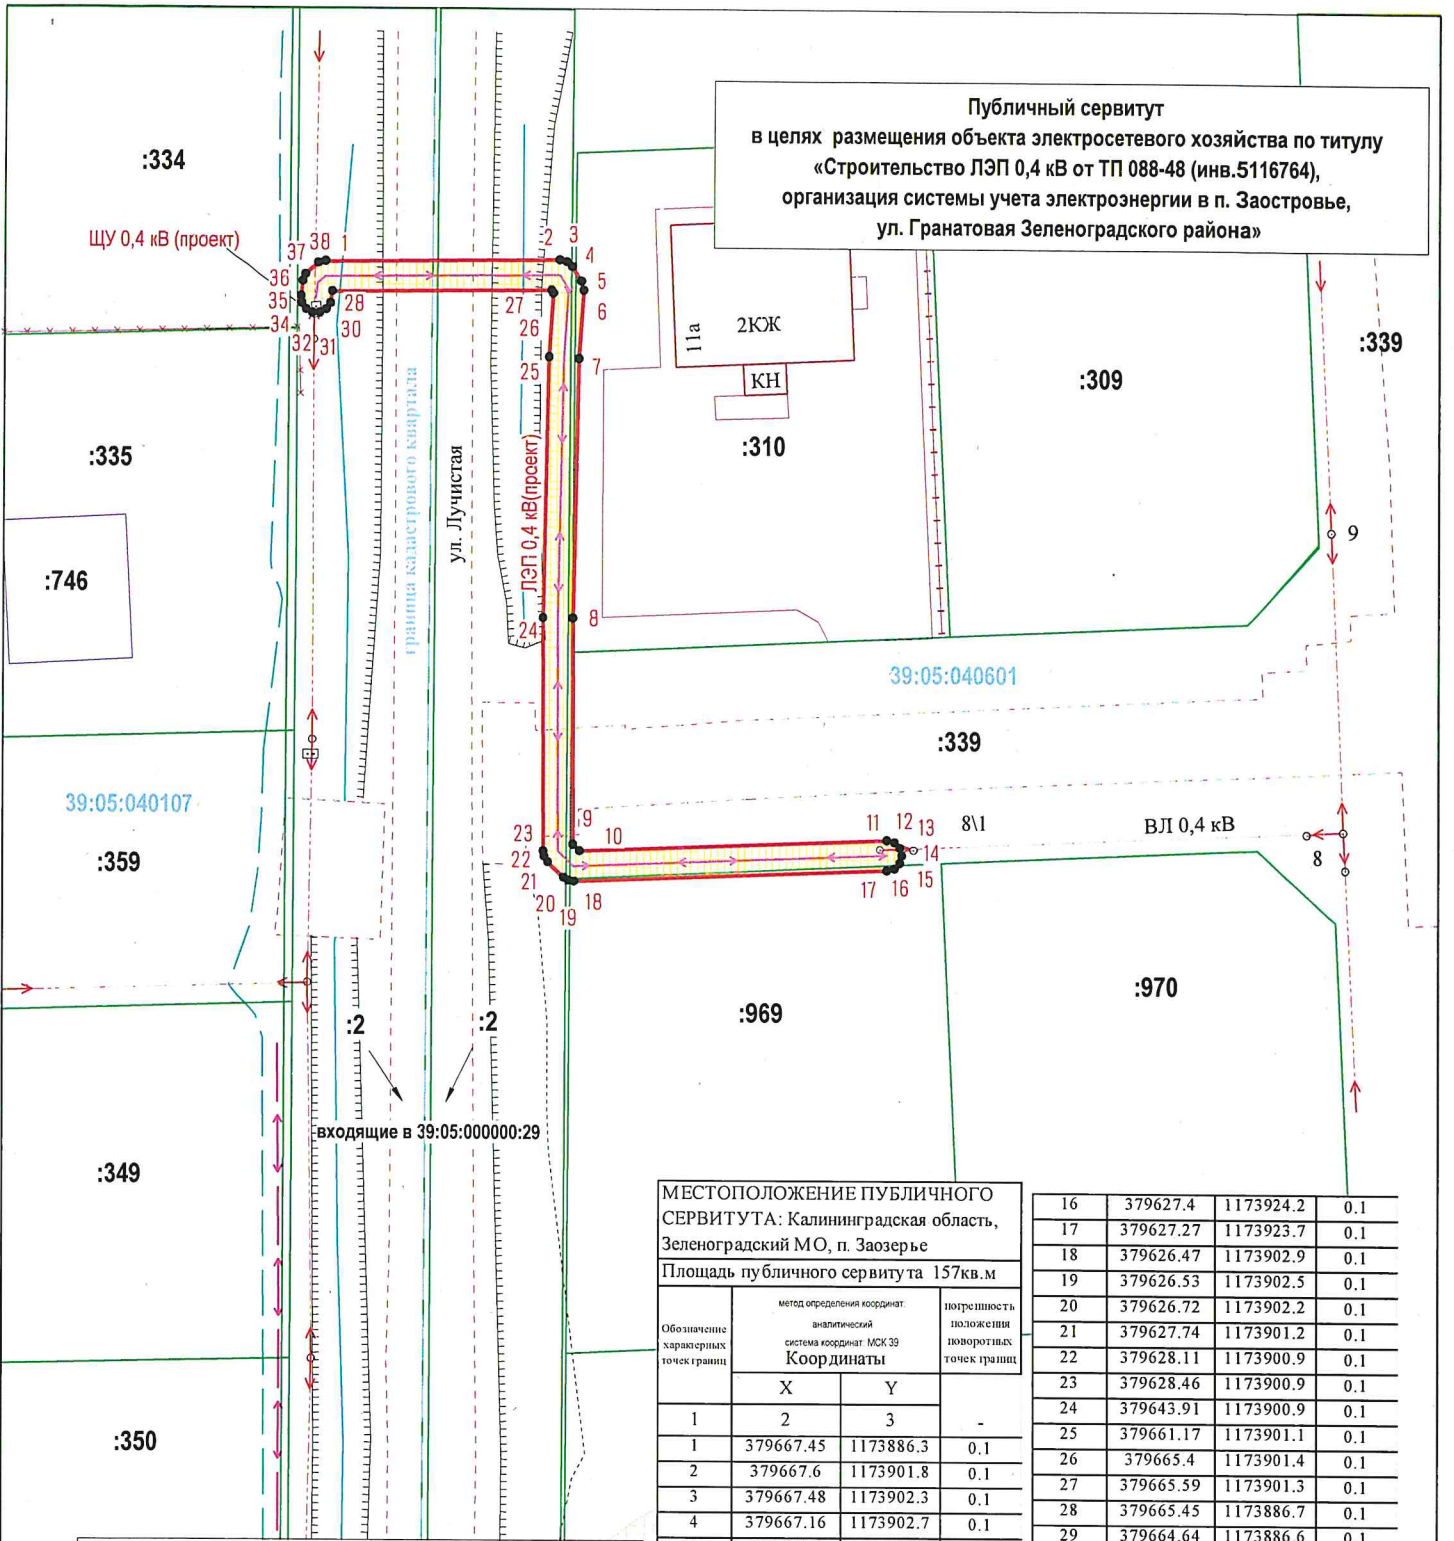 Публичный сервитут
в целях размещения объекта электросетевого хозяйства по титулу
«Строительство ЛЭП 0,4 кВ от ТП 088-48 (инв.5116764),
организация системы учета электроэнергии в п. Заостровье,
ул. Гранатовая Зеленоградского района»
:334
ЩУ 0,4 кВ (проект)
37
38
1
2
3
4
5
6
36
35
34
32
31
30
28
27
26
25
7
11а
2КЖ
КН
:310
:309
:339
:335
:746
граница кадастрового квартала
ул. Лучистая
ЛЭП 0,4 кВ(проект)
24
8
9
39:05:040601
:339
39:05:040107
:359
23
22
21
20
19
18
9
10
11
12
13
14
15
16
17
8\1
ВЛ 0,4 кВ
8
:2
:2
входящие в 39:05:000000:29
:969
:970
:349
:350
МЕСТОПОЛОЖЕНИЕ ПУБЛИЧНОГО
СЕРВИТУТА: Калининградская область,
Зеленоградский МО, п. Заозерье
Площадь публичного сервитута 157кв.м
Обозначение
характерных
точек границ
метод определения координат:
аналитический
система координат: МСК 39
Координаты
погрешность
положения
поворотных
точек границ
X Y
1 2 3 -
1 379667.45 1173886.3 0.1
2 379667.6 1173901.8 0.1
3 379667.48 1173902.3 0.1
4 379667.16 1173902.7 0.1
16 379627.4 1173924.2 0.1
17 379627.27 1173923.7 0.1
18 379626.47 1173902.9 0.1
19 379626.53 1173902.5 0.1
20 379626.72 1173902.2 0.1
21 379627.74 1173901.2 0.1
22 379628.11 1173900.9 0.1
23 379628.46 1173900.9 0.1
24 379643.91 1173900.9 0.1
25 379661.17 1173901.1 0.1
26 379665.4 1173901.4 0.1
27 379665.59 1173901.3 0.1
28 379665.45 1173886.7 0.1
29 379664.64 1173886.6 0.1